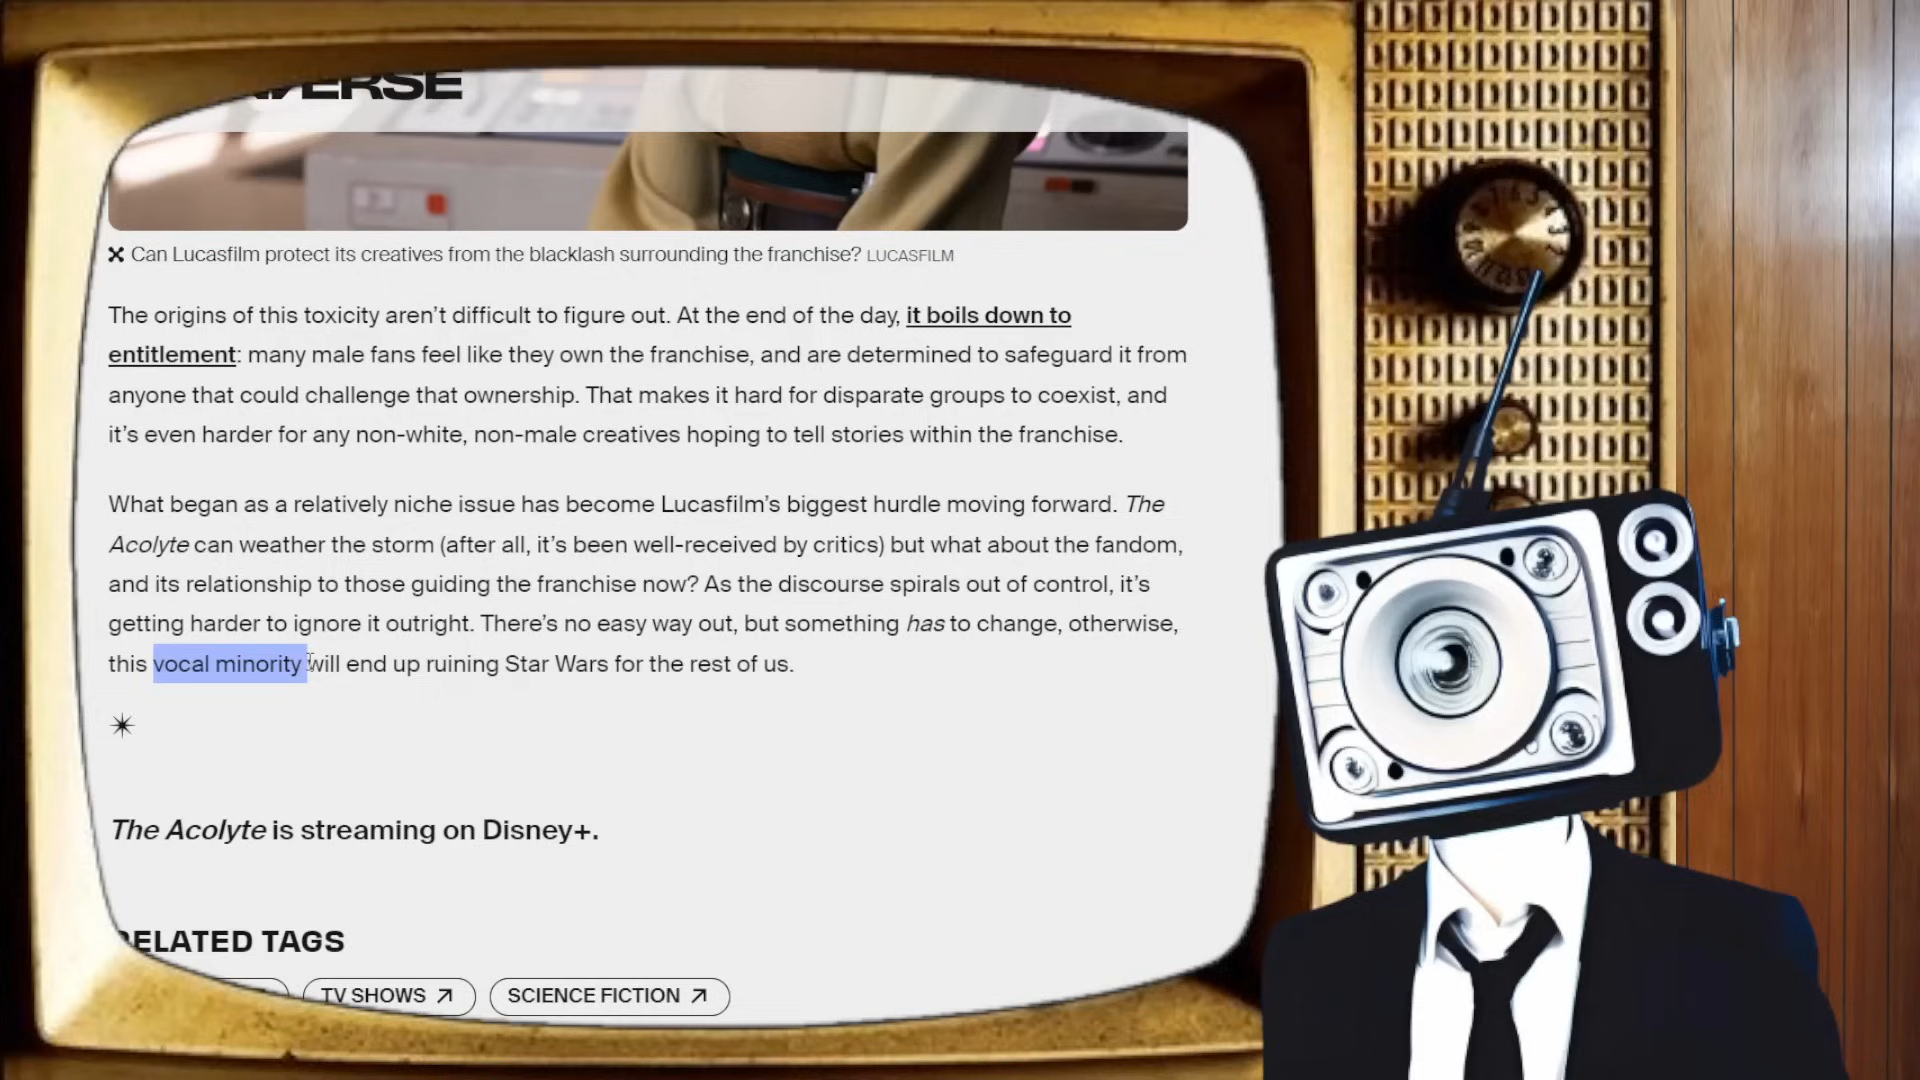 VERSE
Can Lucasfilm protect its creatives from the blacklash surrounding the franchise? LUCASFILM
The origins of this toxicity aren’t difficult to figure out. At the end of the day, it boils down to
entitlement: many male fans feel like they own the franchise, and are determined to safeguard it from
anyone that could challenge that ownership. That makes it hard for disparate groups to coexist, and
it’s even harder for any non-white, non-male creatives hoping to tell stories within the franchise.
What began as a relatively niche issue has become Lucasfilm’s biggest hurdle moving forward. The
Acolyte can weather the storm (after all, it’s been well-received by critics) but what about the fandom,
and its relationship to those guiding the franchise now? As the discourse spirals out of control, it’s
getting harder to ignore it outright. There’s no easy way out, but something has to change, otherwise,
this vocal minority will end up ruining Star Wars for the rest of us.
The Acolyte is streaming on Disney+.
RELATED TAGS
TV SHOWS
SCIENCE FICTION